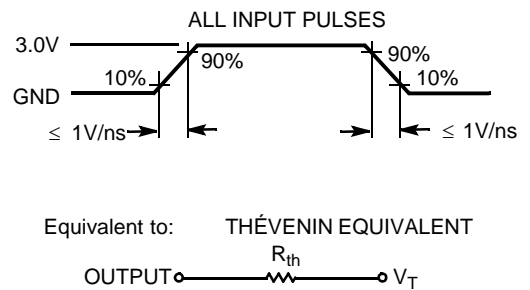 ALL INPUT PULSES
3.0V
90%
90%
10%
10%
GND
≤ 1V/ns
≤ 1V/ns
Equivalent to: THÉVENIN EQUIVALENT
Rth
OUTPUT
VT